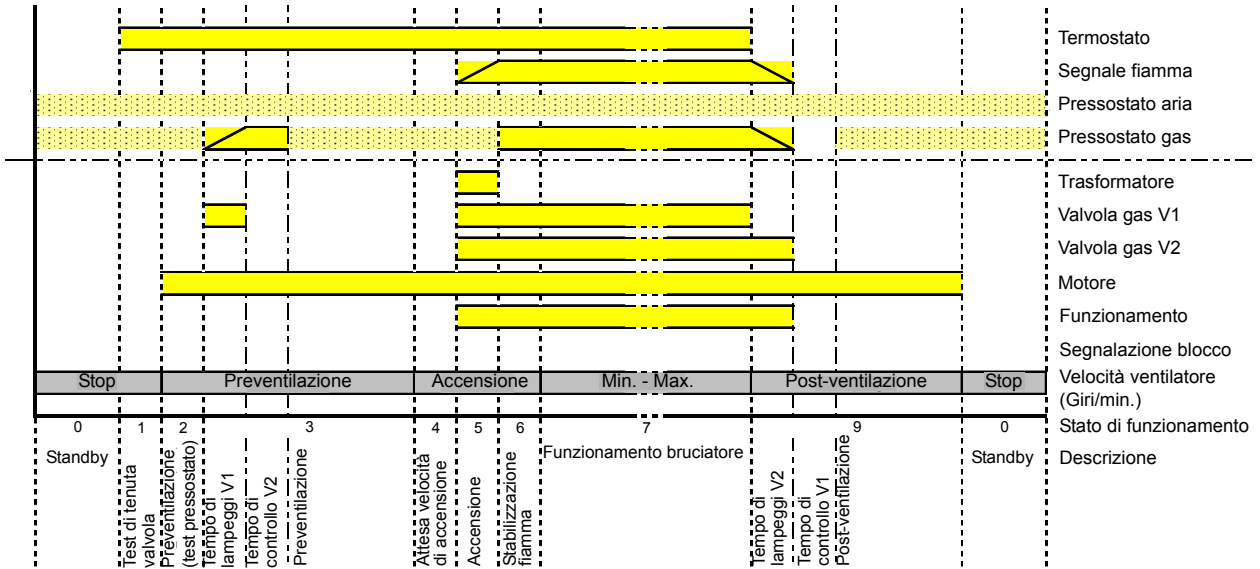 Termostato
Segnale fiamma
Pressostato aria
Pressostato gas
Trasformatore
Valvola gas V1
Valvola gas V2
Motore
Funzionamento
Segnalazione blocco
Stop Preventilazione Accensione Min. - Max. Post-ventilazione Stop Velocità ventilatore
(Giri/min.)
0 1 2 3 4 5 6 7 9 0 Stato di funzionamento
Standby Funzionamento bruciatore Standby Descrizione
Test di tenuta
valvola
Preventilazione
(test pressostato)
Tempo di
lampeggi V1
Tempo di
controllo V2
Preventilazione
Attesa velocità
di accensione
Accensione
Stabilizzazione
fiamma
Tempo di
lampeggi V2
Tempo di
controllo V1
Post-ventilazione